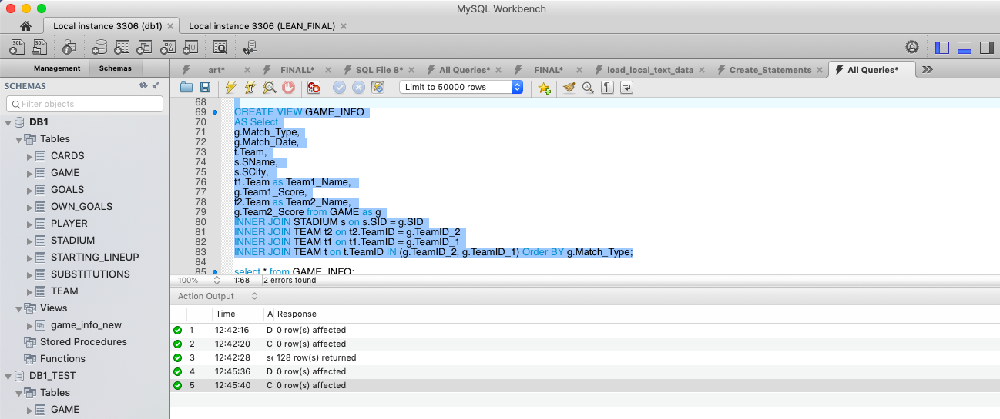 MySQL Workbench
Local instance 3306 (db1) Local instance 3306 (LEAN_FINAL)
Management Schemas
art* FINALL* SQL File 8* All Queries* FINAL* load_local_text_data Create_Statements All Queries*
SCHEMAS
Limit to 50000 rows
Filter objects
DB1
Tables
CARDS
GAME
GOALS
OWN_GOALS
PLAYER
STADIUM
STARTING_LINEUP
SUBSTITUTIONS
TEAM
Views
game_info_new
Stored Procedures
Functions
DB1_TEST
Tables
GAME
68
69 CREATE VIEW GAME_INFO
70 AS Select
71 g.Match_Type,
72 g.Match_Date,
73 t.Team,
74 s.SName,
75 s.SCity,
76 t1.Team as Team1_Name,
77 g.Team1_Score,
78 t2.Team as Team2_Name,
79 g.Team2_Score from GAME as g
80 INNER JOIN STADIUM s on s.SID = g.SID
81 INNER JOIN TEAM t2 on t2.TeamID = g.TeamID_2
82 INNER JOIN TEAM t1 on t1.TeamID = g.TeamID_1
83 INNER JOIN TEAM t on t.TeamID IN (g.TeamID_2, g.TeamID_1) Order BY g.Match_Type;
84
85 select * from GAME_INFO;
100% 1:68 2 errors found
Action Output
Time A Response
1 12:42:16 D 0 row(s) affected
2 12:42:20 C 0 row(s) affected
3 12:42:28 se 128 row(s) returned
4 12:45:36 D 0 row(s) affected
5 12:45:40 C 0 row(s) affected